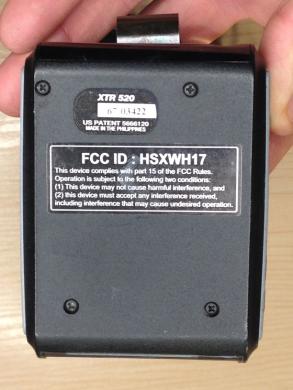 XTR 520
67 03422
US PATENT 5666120
MADE IN THE PHILIPPINES
FCC ID : HSXWH17
This device complies with part 15 of the FCC Rules.
Operation is subject to the following two conditions:
(1) This device may not cause harmful interference, and
(2) this device must accept any interference received,
including interference that may cause undesired operation.